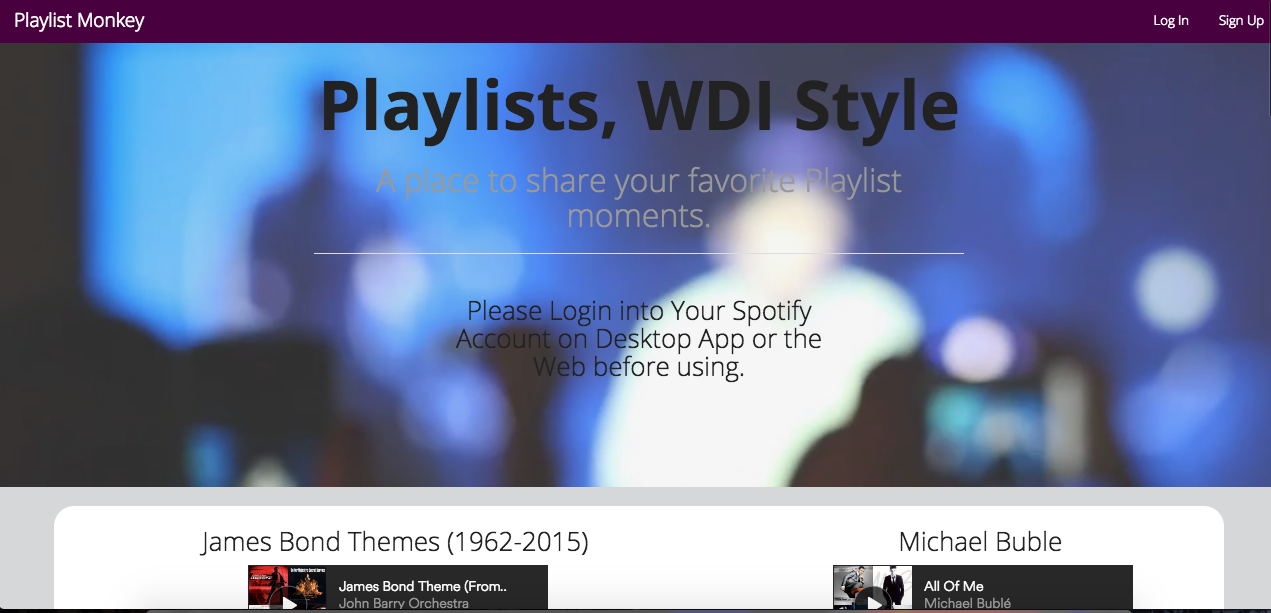 Playlist Monkey
Log In
Sign Up
Playlists, WDI Style
A place to share your favorite Playlist
moments.
Please Login into Your Spotify
Account on Desktop App or the
Web before using.
James Bond Themes (1962-2015)
Michael Buble
James Bond Theme (From..
John Barry Orchestra
All Of Me
Michael Bublé